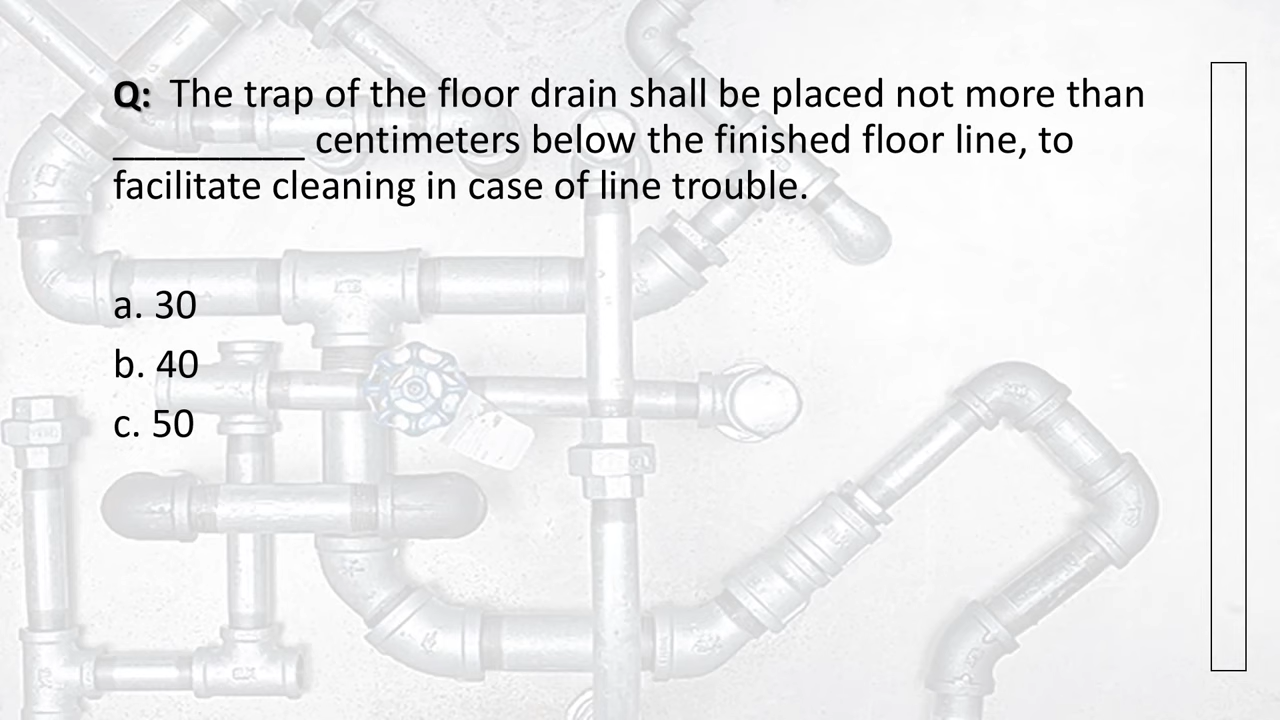 Q: The trap of the floor drain shall be placed not more than
_________ centimeters below the finished floor line, to
facilitate cleaning in case of line trouble.
a. 30
b. 40
c. 50